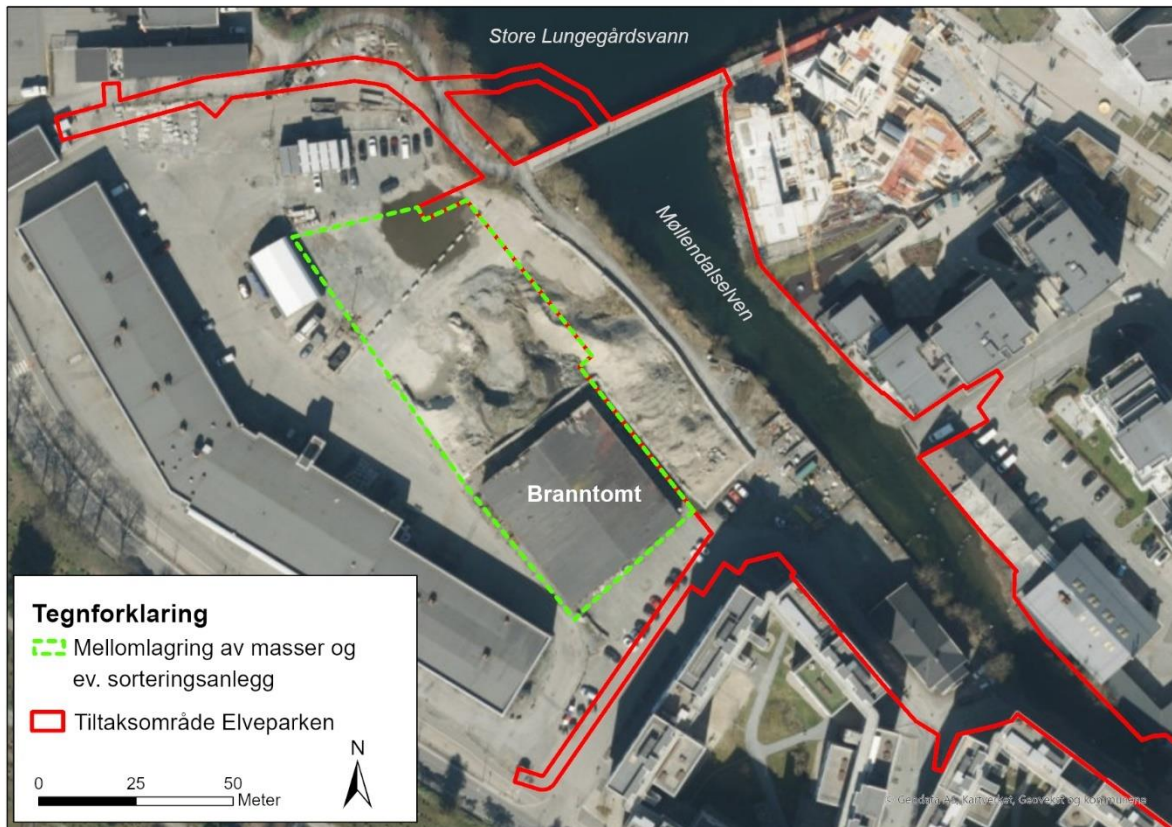 Store Lungegårdsvann
Møllendalselven
Branntomt
Tegnforklaring
Mellomlagring av masser og
ev. sorteringsanlegg
Tiltaksområde Elveparken
N
0 25 50
Meter
© Geodata AS, Kartverket, Geovekst og kommunene